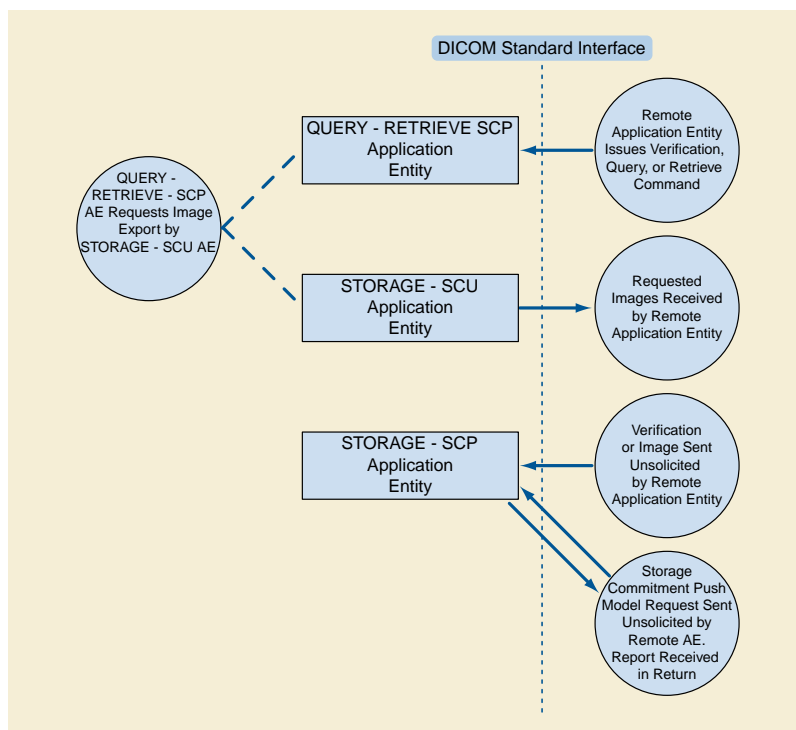 DICOM Standard Interface
QUERY - RETRIEVE SCP
Application
Entity
Remote
Application Entity
Issues Verification,
Query, or Retrieve
Command
QUERY -
RETRIEVE - SCP
AE Requests Image
Export by
STORAGE - SCU AE
STORAGE - SCU
Application
Entity
Requested
Images Received
by Remote
Application Entity
STORAGE - SCP
Application
Entity
Verification
or Image Sent
Unsolicited
by Remote
Application Entity
Storage
Commitment Push
Model Request Sent
Unsolicited by
Remote AE.
Report Received
in Return